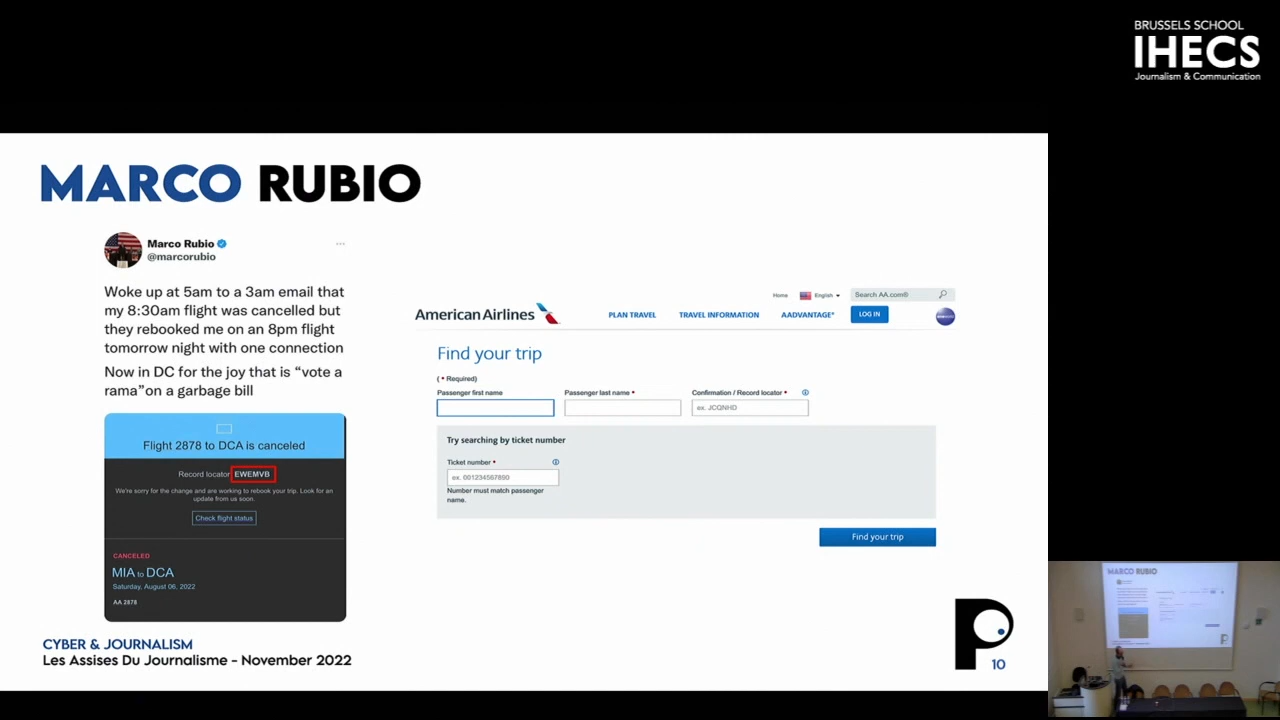 BRUSSELS SCHOOL
IHECS
Journalism & Communication
MARCO RUBIO
Marco Rubio
@marcorubio
Woke up at 5am to a 3am email that
my 8:30am flight was cancelled but
they rebooked me on an 8pm flight
tomorrow night with one connection
Now in DC for the joy that is “vote a
rama”on a garbage bill
Flight 2878 to DCA is canceled
Record locator EWEMVB
We're sorry for the change and are working to rebook your trip. Look for an
update from us soon.
Check flight status
CANCELED
MIA to DCA
Saturday, August 06, 2022
AA 2878
Home English Search AA.com®
American Airlines PLAN TRAVEL TRAVEL INFORMATION AADVANTAGE® LOG IN
Find your trip
(* Required)
Passenger first name Passenger last name * Confirmation / Record locator *
ex. JCQNHD
Try searching by ticket number
Ticket number *
ex. 001234567890
Number must match passenger
name.
Find your trip
CYBER & JOURNALISM
Les Assises Du Journalisme - November 2022
P
10
MARCO RUBIO